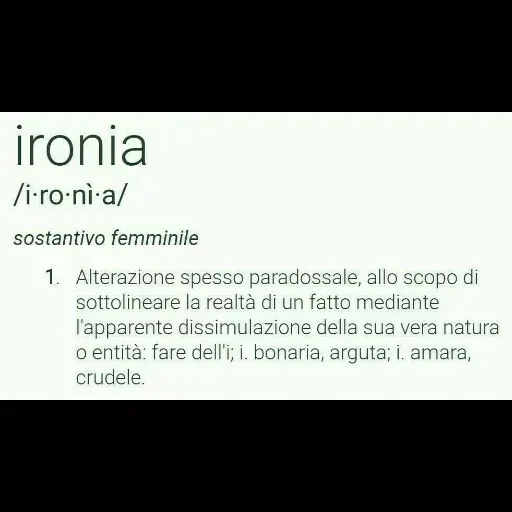 ironia
/i·ro·nì·a/
sostantivo femminile
1. Alterazione spesso paradossale, allo scopo di
sottolineare la realtà di un fatto mediante
l'apparente dissimulazione della sua vera natura
o entità: fare dell'i; i. bonaria, arguta; i. amara,
crudele.